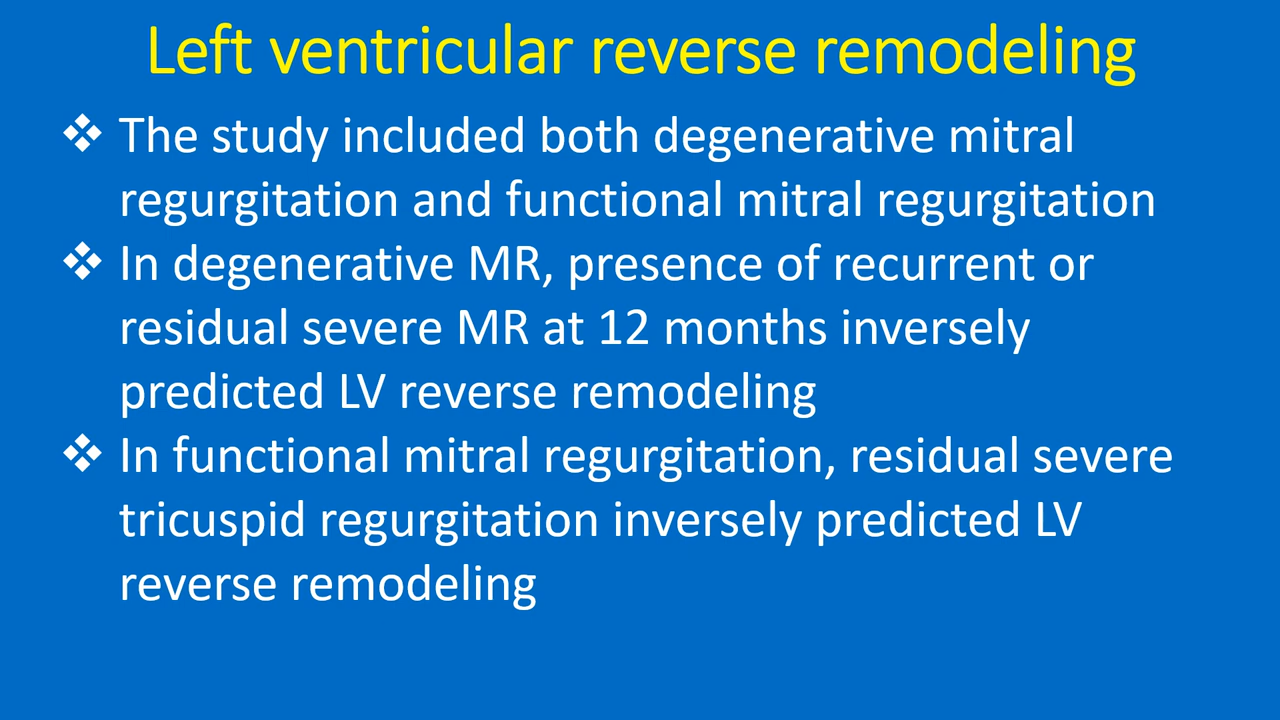 Left ventricular reverse remodeling
❖ The study included both degenerative mitral
regurgitation and functional mitral regurgitation
❖ In degenerative MR, presence of recurrent or
residual severe MR at 12 months inversely
predicted LV reverse remodeling
❖ In functional mitral regurgitation, residual severe
tricuspid regurgitation inversely predicted LV
reverse remodeling